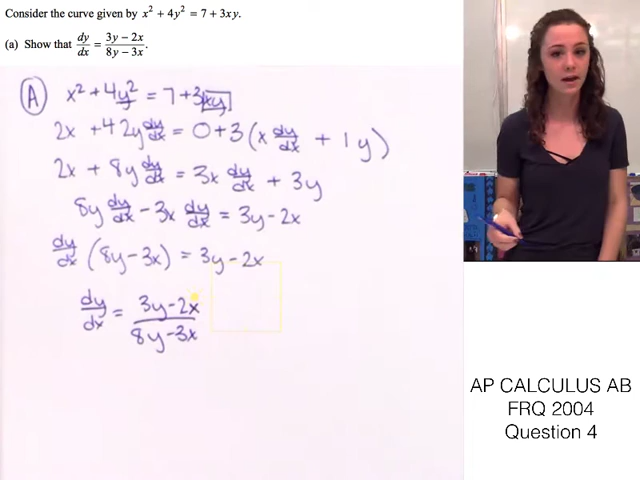 Consider the curve given by x² + 4y² = 7 + 3xy.
(a) Show that dy/dx = (3y − 2x)/(8y − 3x).
A x² + 4y² = 7 + 3xy
2x + 4 2y dy/dx = 0 + 3 (x dy/dx + 1y)
2x + 8y dy/dx = 3x dy/dx + 3y
8y dy/dx − 3x dy/dx = 3y − 2x
dy/dx (8y − 3x) = 3y − 2x
dy/dx = (3y − 2x)/(8y − 3x)
AP CALCULUS AB
FRQ 2004
Question 4